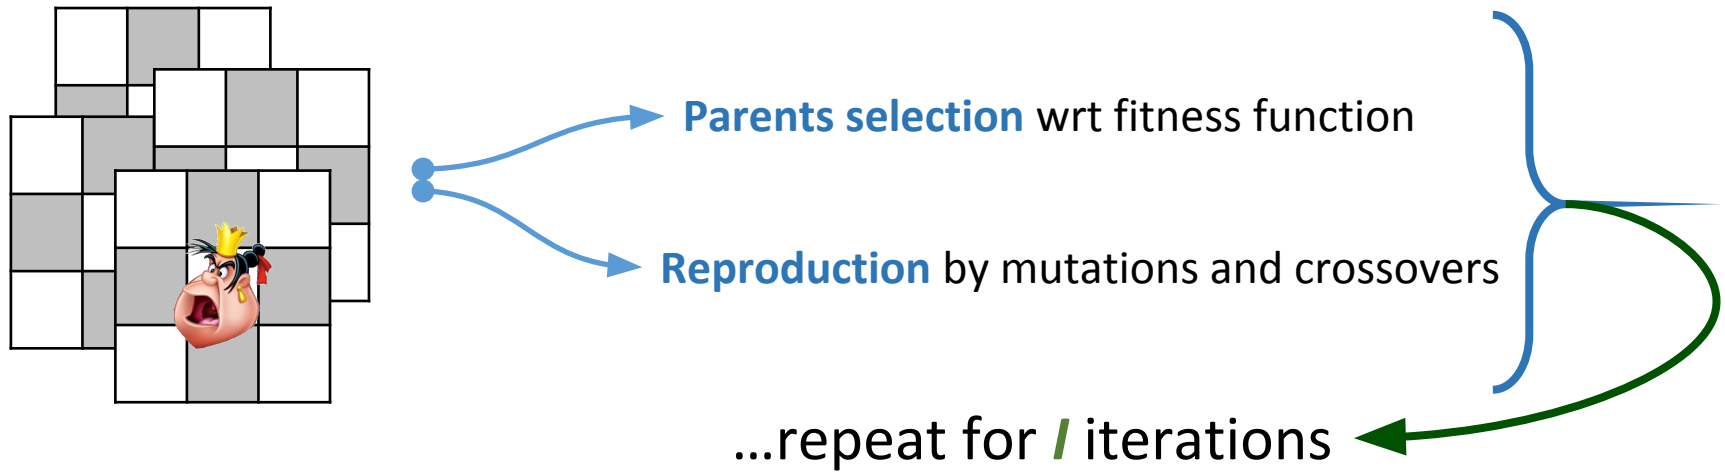 Parents selection wrt fitness function
Reproduction by mutations and crossovers
...repeat for I iterations